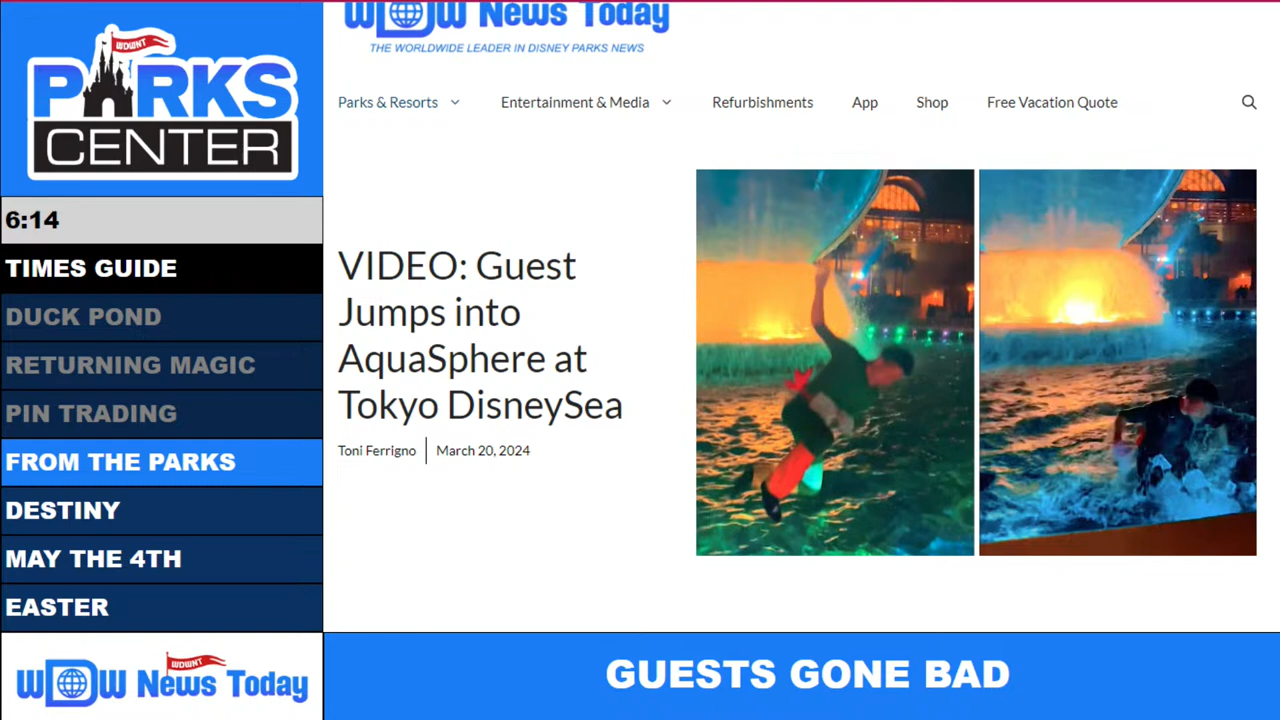 WDWNT
PARKS
CENTER
6:14
TIMES GUIDE
DUCK POND
RETURNING MAGIC
PIN TRADING
FROM THE PARKS
DESTINY
MAY THE 4TH
EASTER
WDWNT
WDW News Today
WDW News Today
THE WORLDWIDE LEADER IN DISNEY PARKS NEWS
Parks & Resorts Entertainment & Media Refurbishments App Shop Free Vacation Quote
VIDEO: Guest
Jumps into
AquaSphere at
Tokyo DisneySea
Toni Ferrigno March 20, 2024
GUESTS GONE BAD